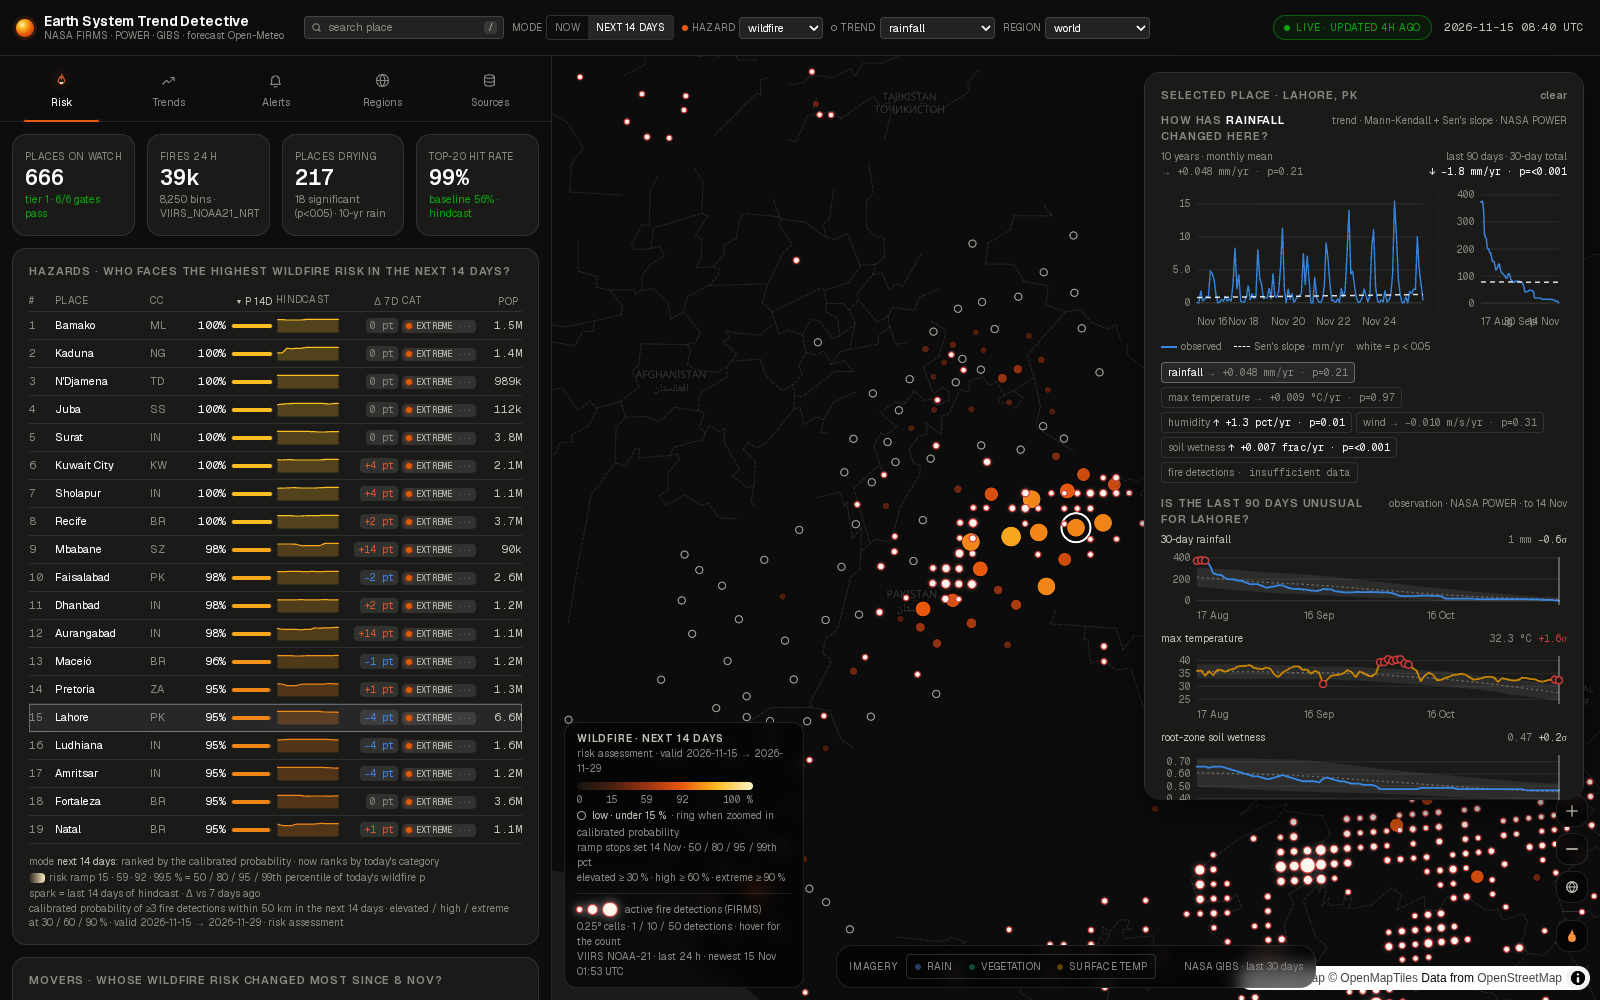 Earth System Trend Detective
NASA FIRMS · POWER · GIBS · forecast Open-Meteo
search place /
MODE NOW NEXT 14 DAYS HAZARD wildfire TREND rainfall REGION world
LIVE · UPDATED 4H AGO 2026-11-15 08:40 UTC
Risk Trends Alerts Regions Sources
PLACES ON WATCH
666
tier 1 · 6/6 gates
pass
FIRES 24 H
39k
8,250 bins ·
VIIRS_NOAA21_NRT
PLACES DRYING
217
18 significant
(p<0.05) · 10-yr rain
TOP-20 HIT RATE
99%
baseline 56% ·
hindcast
HAZARDS · WHO FACES THE HIGHEST WILDFIRE RISK IN THE NEXT 14 DAYS?
# PLACE CC ▾ P 14D HINDCAST Δ 7D CAT POP
1 Bamako ML 100% 0 pt EXTREME ··· 1.5M
2 Kaduna NG 100% 0 pt EXTREME ··· 1.4M
3 N'Djamena TD 100% 0 pt EXTREME ··· 989k
4 Juba SS 100% 0 pt EXTREME ··· 112k
5 Surat IN 100% 0 pt EXTREME ··· 3.8M
6 Kuwait City KW 100% +4 pt EXTREME ··· 2.1M
7 Sholapur IN 100% +4 pt EXTREME ··· 1.1M
8 Recife BR 100% +2 pt EXTREME ··· 3.7M
9 Mbabane SZ 98% +14 pt EXTREME ··· 90k
10 Faisalabad PK 98% −2 pt EXTREME ··· 2.6M
11 Dhanbad IN 98% +2 pt EXTREME ··· 1.2M
12 Aurangabad IN 98% +14 pt EXTREME ··· 1.1M
13 Maceió BR 96% −1 pt EXTREME ··· 1.2M
14 Pretoria ZA 95% +1 pt EXTREME ··· 1.3M
15 Lahore PK 95% −4 pt EXTREME ··· 6.6M
16 Ludhiana IN 95% −4 pt EXTREME ··· 1.6M
17 Amritsar IN 95% −4 pt EXTREME ··· 1.2M
18 Fortaleza BR 95% 0 pt EXTREME ··· 3.6M
19 Natal BR 95% +1 pt EXTREME ··· 1.1M
mode next 14 days: ranked by the calibrated probability · now ranks by today's category
risk ramp 15 · 59 · 92 · 99.5 % = 50 / 80 / 95 / 99th percentile of today's wildfire p
spark = last 14 days of hindcast · Δ vs 7 days ago
calibrated probability of ≥3 fire detections within 50 km in the next 14 days · elevated / high / extreme
at 30 / 60 / 90 % · valid 2026-11-15 → 2026-11-29 · risk assessment
MOVERS · WHOSE WILDFIRE RISK CHANGED MOST SINCE 8 NOV?
TAJIKISTAN
ТОҶИКИСТОН
AFGHANISTAN
افغانستان
PAKISTAN
WILDFIRE · NEXT 14 DAYS
risk assessment · valid 2026-11-15 → 2026-
11-29
0 15 59 92 100 %
low · under 15 % · ring when zoomed in
calibrated probability
ramp stops set 14 Nov · 50 / 80 / 95 / 99th
pct
elevated ≥ 30 % · high ≥ 60 % · extreme ≥ 90 %
active fire detections (FIRMS)
0.25° cells · 1 / 10 / 50 detections · hover for
the count
VIIRS NOAA-21 · last 24 h · newest 15 Nov
01:53 UTC
SELECTED PLACE · LAHORE, PK clear
HOW HAS RAINFALL
CHANGED HERE?
trend · Mann-Kendall + Sen's slope · NASA POWER
10 years · monthly mean
→ +0.048 mm/yr · p=0.21
last 90 days · 30-day total
↓ −1.8 mm/yr · p=<0.001
15
10
5.0
0
Nov 16 Nov 18 Nov 20 Nov 22 Nov 24
400
300
200
100
0
17 Aug 30 Sep 14 Nov
observed Sen's slope · mm/yr white = p < 0.05
rainfall → +0.048 mm/yr · p=0.21
max temperature → +0.009 °C/yr · p=0.97
humidity ↑ +1.3 pct/yr · p=0.01
wind → −0.010 m/s/yr · p=0.31
soil wetness ↑ +0.007 frac/yr · p=<0.001
fire detections · insufficient data
IS THE LAST 90 DAYS UNUSUAL
FOR LAHORE?
observation · NASA POWER · to 14 Nov
30-day rainfall 1 mm −0.6σ
400
200
0
17 Aug 16 Sep 16 Oct
max temperature 32.3 °C +1.6σ
40
35
30
25
17 Aug 16 Sep 16 Oct
root-zone soil wetness 0.47 +0.2σ
0.70
0.60
0.50
0.40
IMAGERY RAIN VEGETATION SURFACE TEMP NASA GIBS · last 30 days
© OpenMapTiles Data from OpenStreetMap